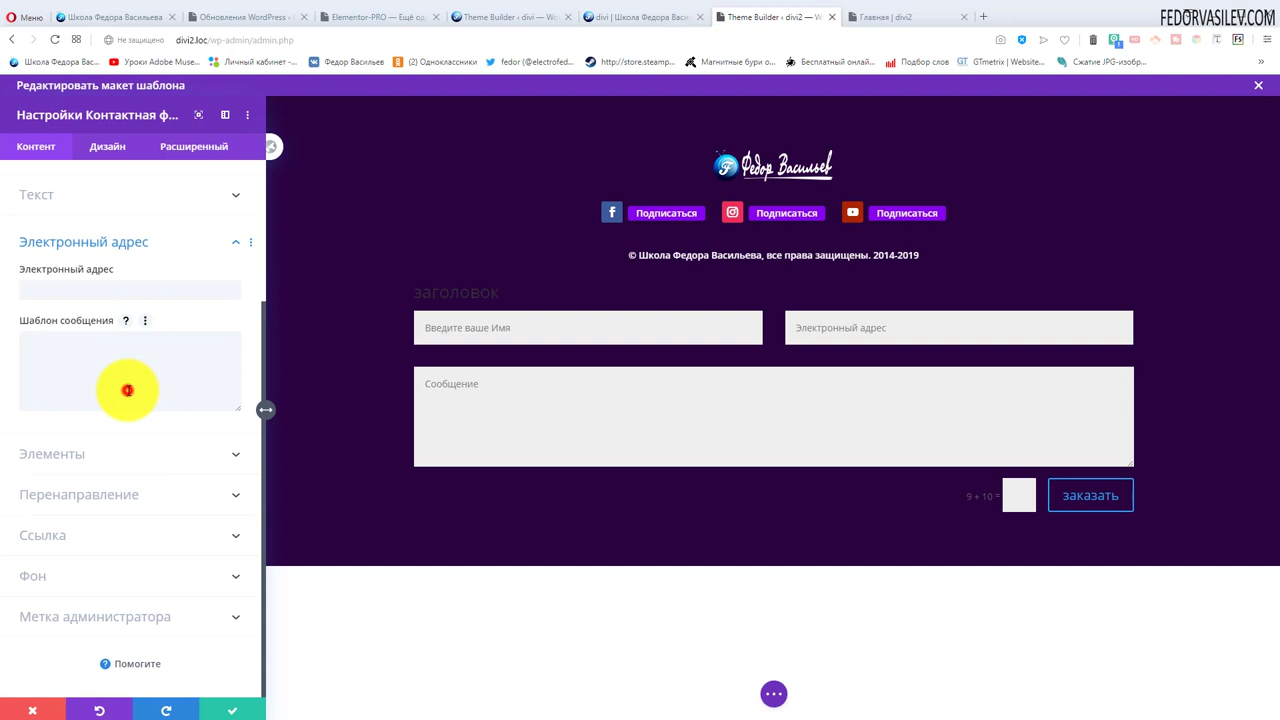 Меню
Школа Федора Васильева
Обновления WordPress ‹
Elementor-PRO — Ещё од
Theme Builder ‹ divi — Wo
divi | Школа Федора Васил
Theme Builder ‹ divi2 — W
Главная | divi2
FEDORVASILEV.COM
Не защищено
divi2.loc/wp-admin/admin.php
Школа Федора Вас...
Уроки Adobe Muse...
Личный кабинет -...
Федор Васильев
(2) Одноклассники
fedor (@electrofed...
http://store.steamp...
Магнитные бури о...
Бесплатный онлай...
Подбор слов
GTmetrix | Website...
Сжатие JPG-изобр...
Редактировать макет шаблона
Настройки Контактная ф...
Контент
Дизайн
Расширенный
Текст
Электронный адрес
Электронный адрес
Шаблон сообщения
Элементы
Перенаправление
Ссылка
Фон
Метка администратора
Помогите
Федор Васильев
Подписаться
Подписаться
Подписаться
© Школа Федора Васильева, все права защищены. 2014-2019
заголовок
Введите ваше Имя
Электронный адрес
Сообщение
9 + 10 =
заказать